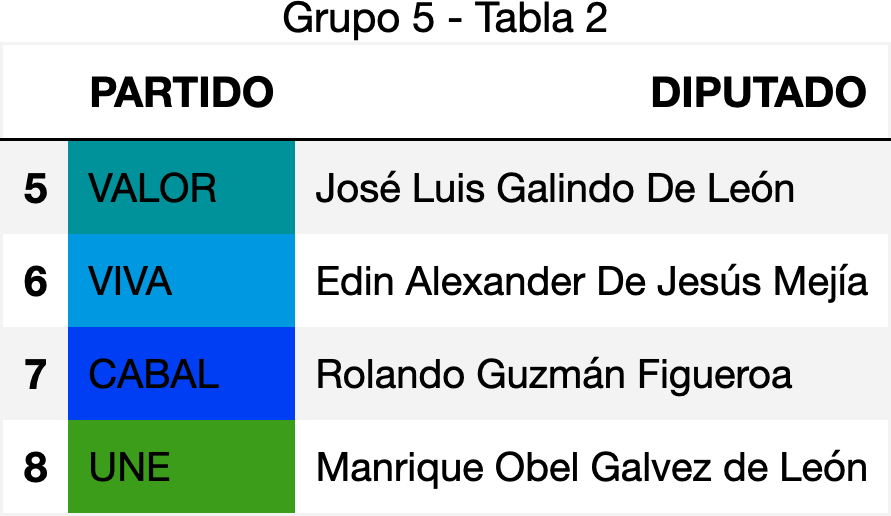 Grupo 5 - Tabla 2
PARTIDO DIPUTADO
5 VALOR José Luis Galindo De León
6 VIVA Edin Alexander De Jesús Mejía
7 CABAL Rolando Guzmán Figueroa
8 UNE Manrique Obel Galvez de León